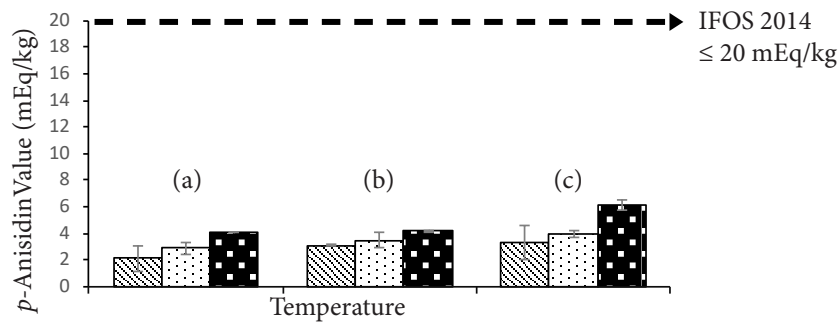 p-Anisidin Value (mEq/kg)
20
18
16
14
12
10
8
6
4
2
0
(a)
(b)
(c)
Temperature
IFOS 2014
≤ 20 mEq/kg